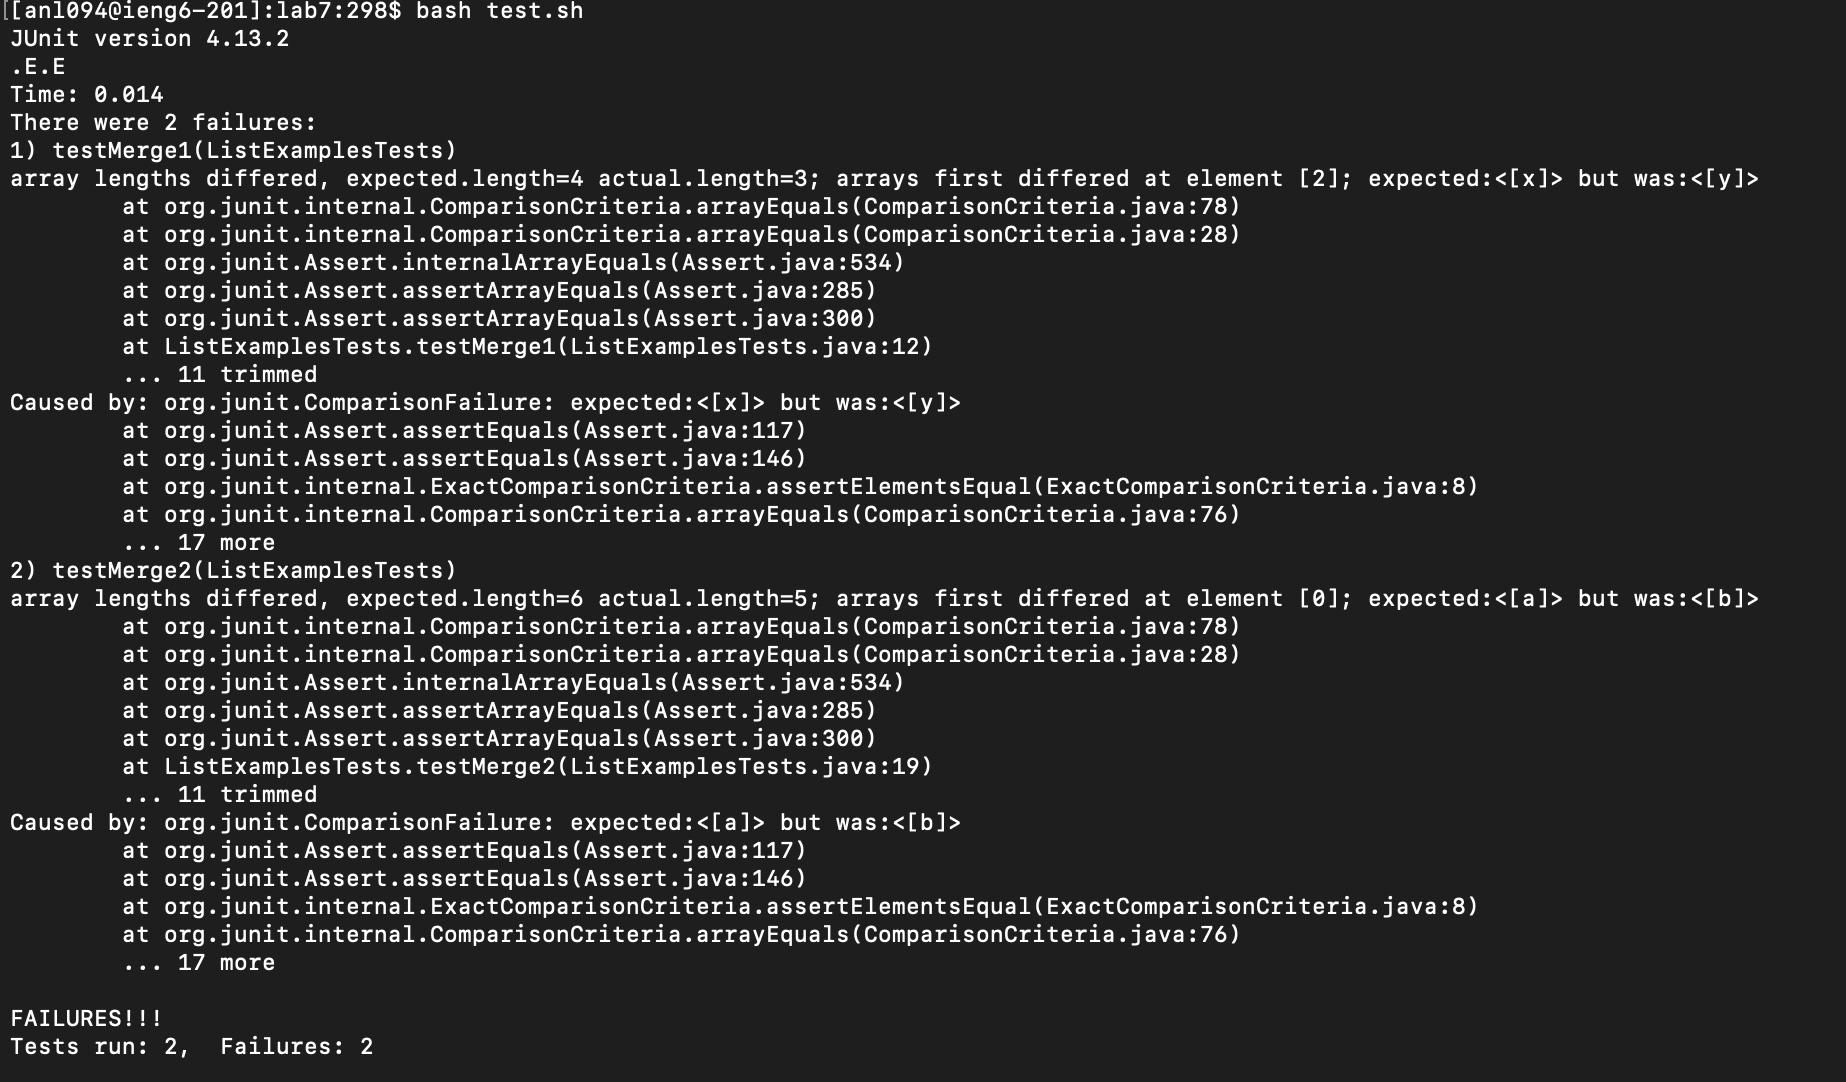 [[anl094@ieng6-201]:lab7:298$ bash test.sh
JUnit version 4.13.2
.E.E
Time: 0.014
There were 2 failures:
1) testMerge1(ListExamplesTests)
array lengths differed, expected.length=4 actual.length=3; arrays first differed at element [2]; expected:<[x]> but was:<[y]>
        at org.junit.internal.ComparisonCriteria.arrayEquals(ComparisonCriteria.java:78)
        at org.junit.internal.ComparisonCriteria.arrayEquals(ComparisonCriteria.java:28)
        at org.junit.Assert.internalArrayEquals(Assert.java:534)
        at org.junit.Assert.assertArrayEquals(Assert.java:285)
        at org.junit.Assert.assertArrayEquals(Assert.java:300)
        at ListExamplesTests.testMerge1(ListExamplesTests.java:12)
        ... 11 trimmed
Caused by: org.junit.ComparisonFailure: expected:<[x]> but was:<[y]>
        at org.junit.Assert.assertEquals(Assert.java:117)
        at org.junit.Assert.assertEquals(Assert.java:146)
        at org.junit.internal.ExactComparisonCriteria.assertElementsEqual(ExactComparisonCriteria.java:8)
        at org.junit.internal.ComparisonCriteria.arrayEquals(ComparisonCriteria.java:76)
        ... 17 more
2) testMerge2(ListExamplesTests)
array lengths differed, expected.length=6 actual.length=5; arrays first differed at element [0]; expected:<[a]> but was:<[b]>
        at org.junit.internal.ComparisonCriteria.arrayEquals(ComparisonCriteria.java:78)
        at org.junit.internal.ComparisonCriteria.arrayEquals(ComparisonCriteria.java:28)
        at org.junit.Assert.internalArrayEquals(Assert.java:534)
        at org.junit.Assert.assertArrayEquals(Assert.java:285)
        at org.junit.Assert.assertArrayEquals(Assert.java:300)
        at ListExamplesTests.testMerge2(ListExamplesTests.java:19)
        ... 11 trimmed
Caused by: org.junit.ComparisonFailure: expected:<[a]> but was:<[b]>
        at org.junit.Assert.assertEquals(Assert.java:117)
        at org.junit.Assert.assertEquals(Assert.java:146)
        at org.junit.internal.ExactComparisonCriteria.assertElementsEqual(ExactComparisonCriteria.java:8)
        at org.junit.internal.ComparisonCriteria.arrayEquals(ComparisonCriteria.java:76)
        ... 17 more

FAILURES!!!
Tests run: 2,  Failures: 2